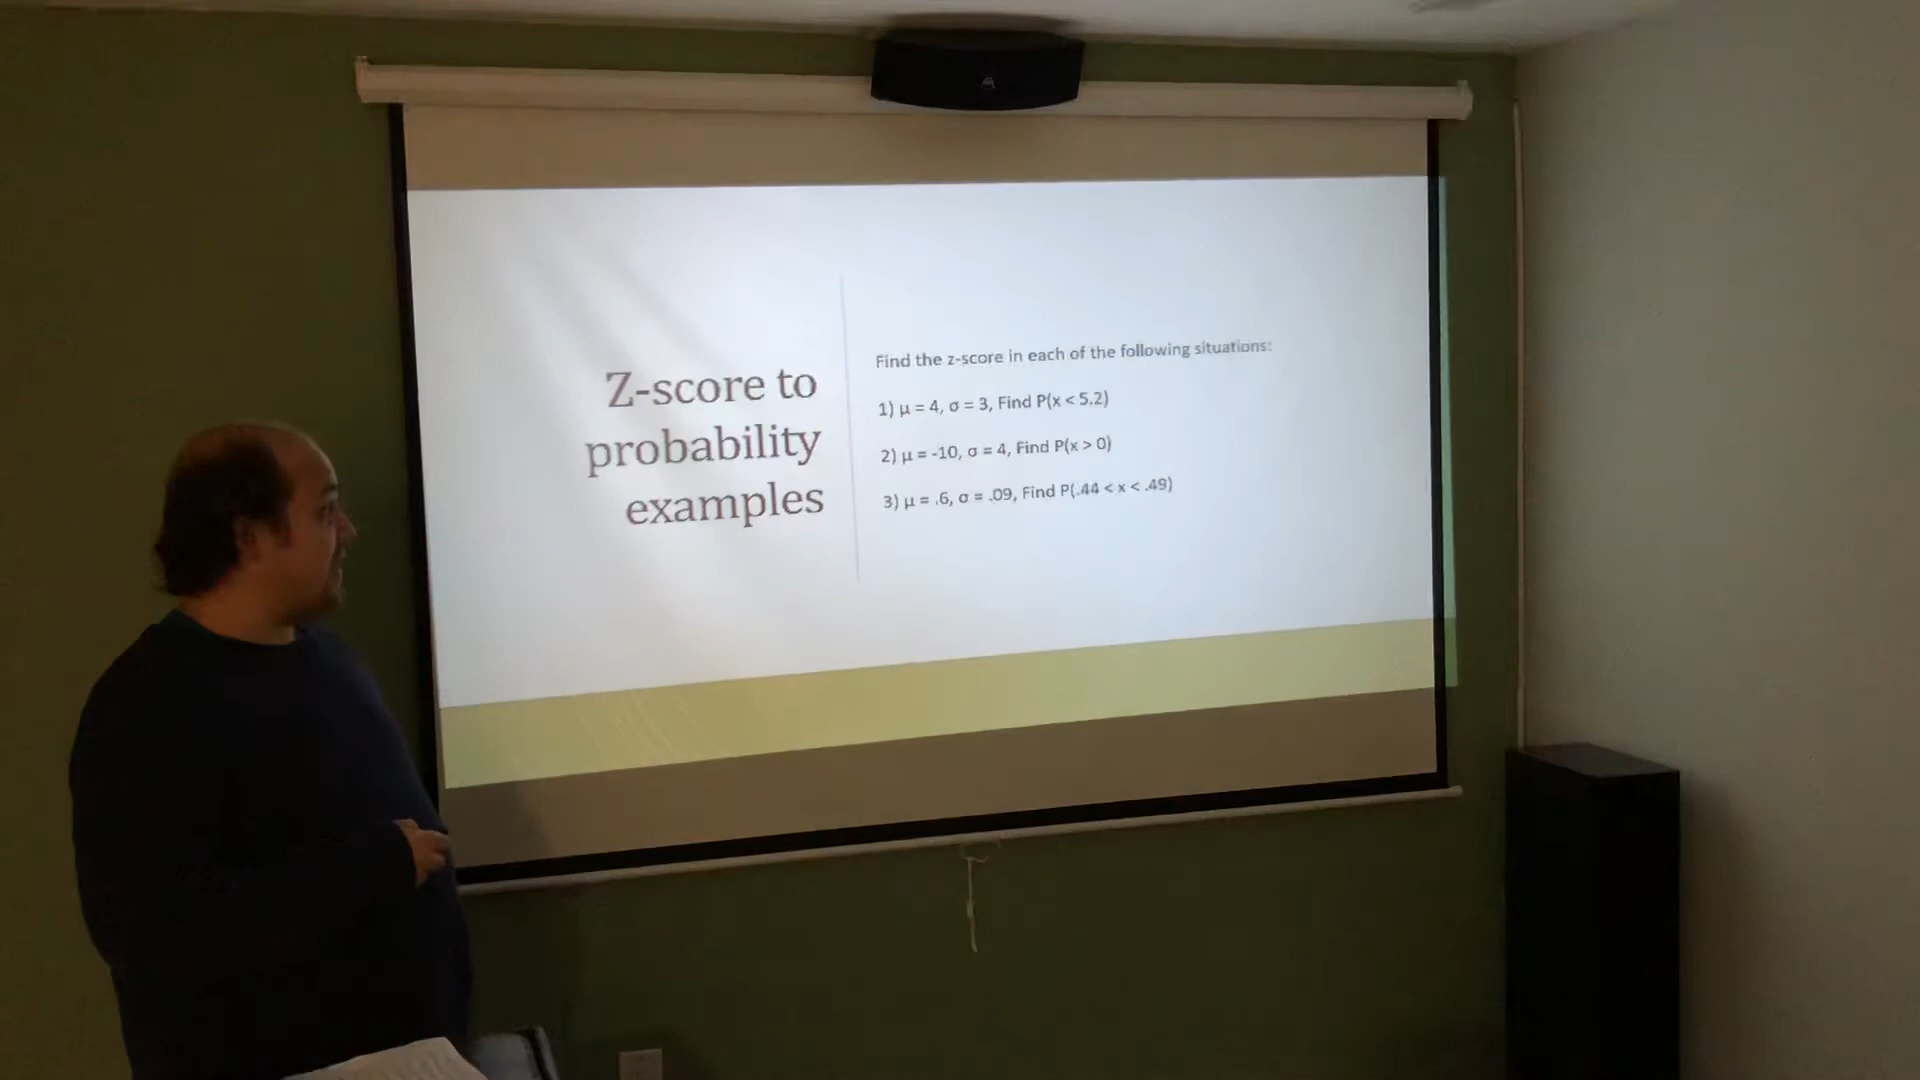 Z-score to
probability
examples
Find the z-score in each of the following situations:
1) μ = 4, σ = 3, Find P(x < 5.2)
2) μ = -10, σ = 4, Find P(x > 0)
3) μ = .6, σ = .09, Find P(.44 < x < .49)